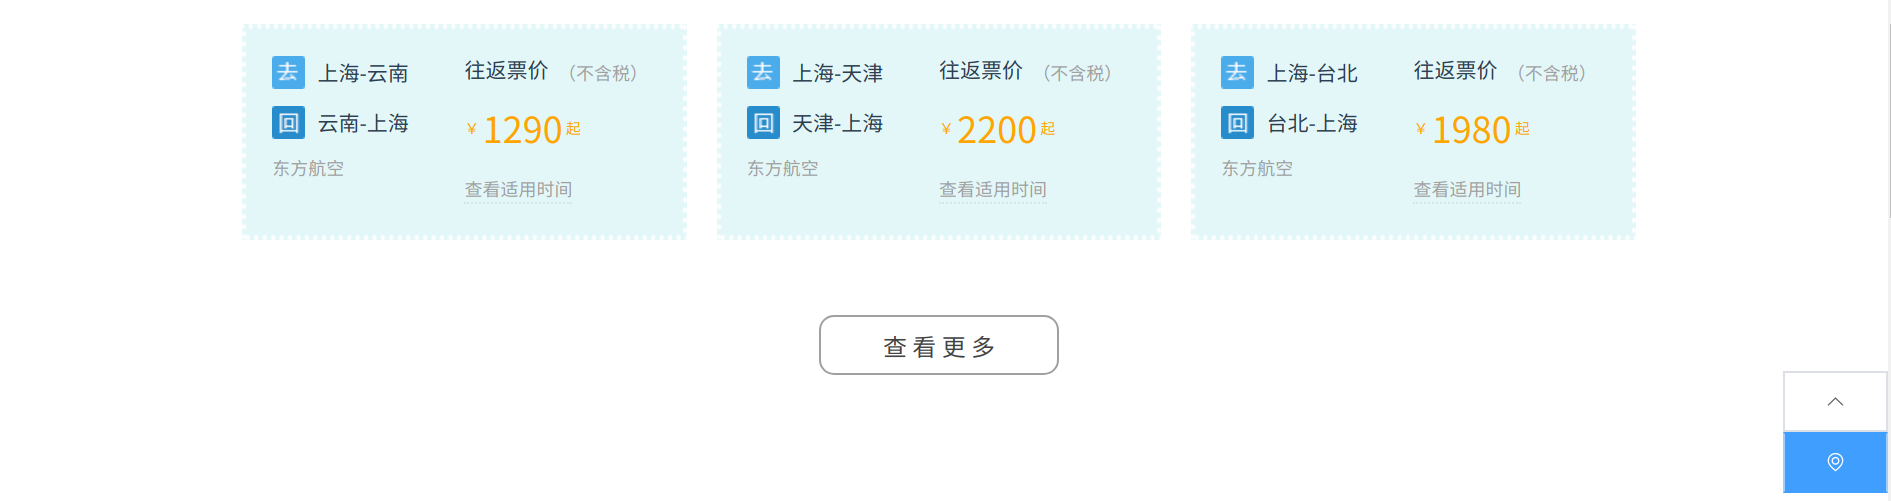 去 上海-云南 往返票价 （不含税）
回 云南-上海 ¥ 1290 起
东方航空
查看适用时间
去 上海-天津 往返票价 （不含税）
回 天津-上海 ¥ 2200 起
东方航空
查看适用时间
去 上海-台北 往返票价 （不含税）
回 台北-上海 ¥ 1980 起
东方航空
查看适用时间
查看更多